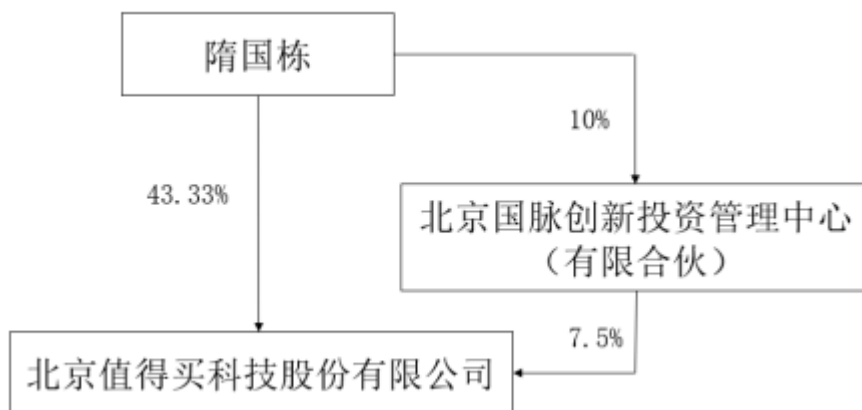 隋国栋
10%
43.33%
北京国脉创新投资管理中心
（有限合伙）
7.5%
北京值得买科技股份有限公司